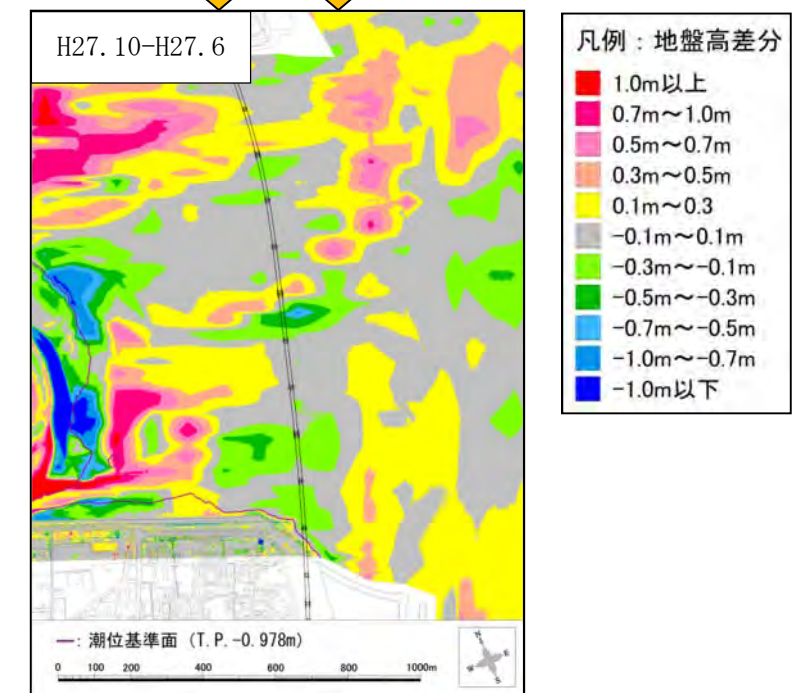 H27.10-H27.6
凡例：地盤高差分
1.0m以上
0.7m～1.0m
0.5m～0.7m
0.3m～0.5m
0.1m～0.3
-0.1m～0.1m
-0.3m～-0.1m
-0.5m～-0.3m
-0.7m～-0.5m
-1.0m～-0.7m
-1.0m以下
―：潮位基準面 (T.P.-0.978m)
0 100 200 400 600 800 1000m
N
W E
S